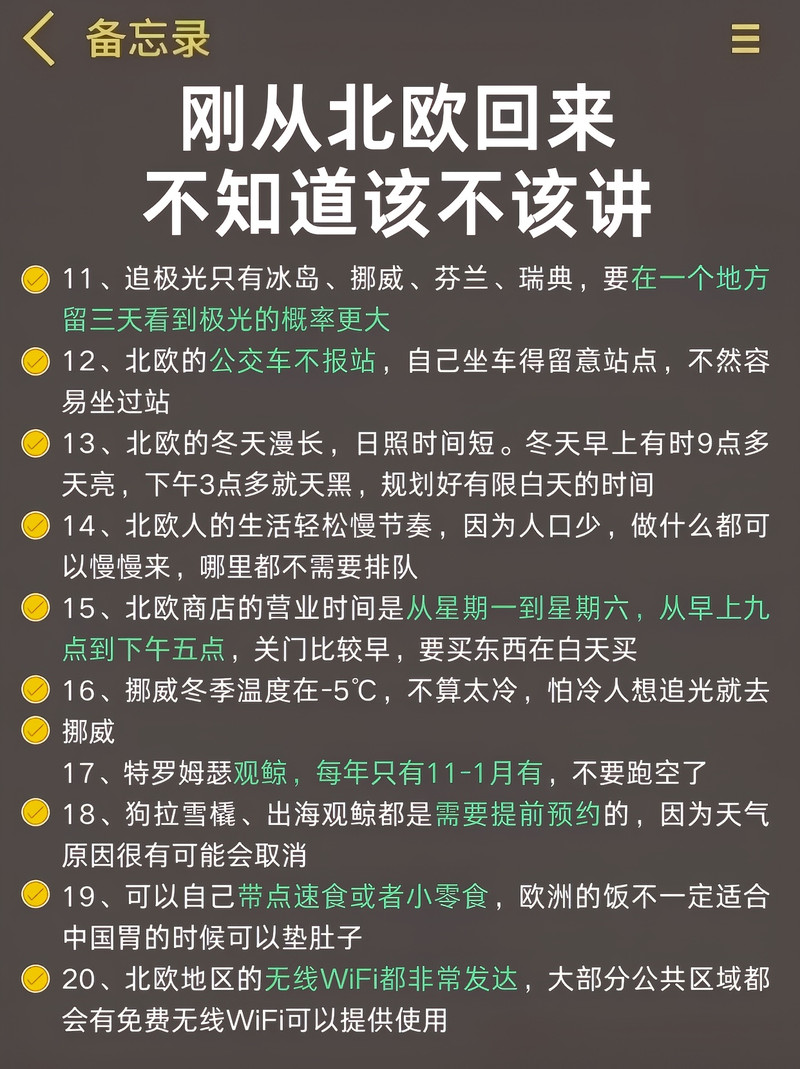 备忘录
刚从北欧回来
不知道该不该讲
11、追极光只有冰岛、挪威、芬兰、瑞典，要在一个地方
留三天看到极光的概率更大
12、北欧的公交车不报站，自己坐车得留意站点，不然容
易坐过站
13、北欧的冬天漫长，日照时间短。冬天早上有时9点多
天亮，下午3点多就天黑，规划好有限白天的时间
14、北欧人的生活轻松慢节奏，因为人口少，做什么都可
以慢慢来，哪里都不需要排队
15、北欧商店的营业时间是从星期一到星期六，从早上九
点到下午五点，关门比较早，要买东西在白天买
16、挪威冬季温度在-5℃，不算太冷，怕冷人想追光就去
挪威
17、特罗姆瑟观鲸，每年只有11-1月有，不要跑空了
18、狗拉雪橇、出海观鲸都是需要提前预约的，因为天气
原因很有可能会取消
19、可以自己带点速食或者小零食，欧洲的饭不一定适合
中国胃的时候可以垫肚子
20、北欧地区的无线WiFi都非常发达，大部分公共区域都
会有免费无线WiFi可以提供使用